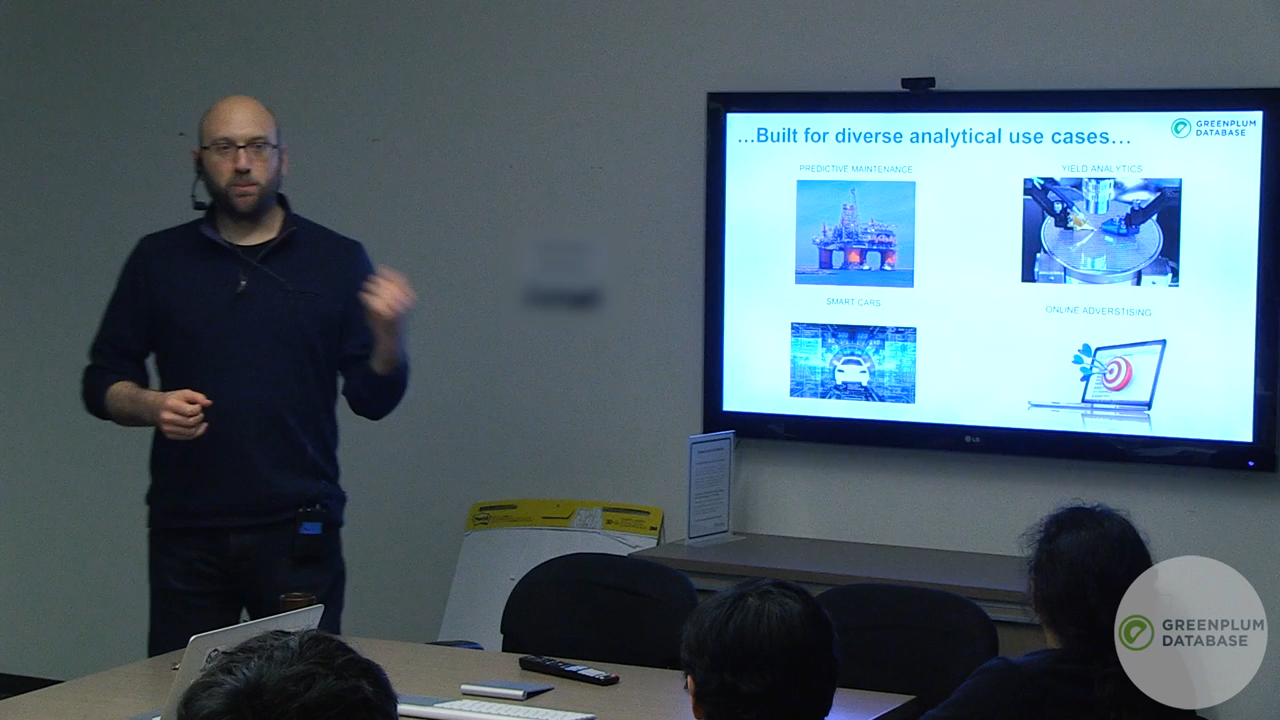 ...Built for diverse analytical use cases...
GREENPLUM
DATABASE
PREDICTIVE MAINTENANCE
YIELD ANALYTICS
SMART CARS
ONLINE ADVERSTISING
LG
GREENPLUM
DATABASE